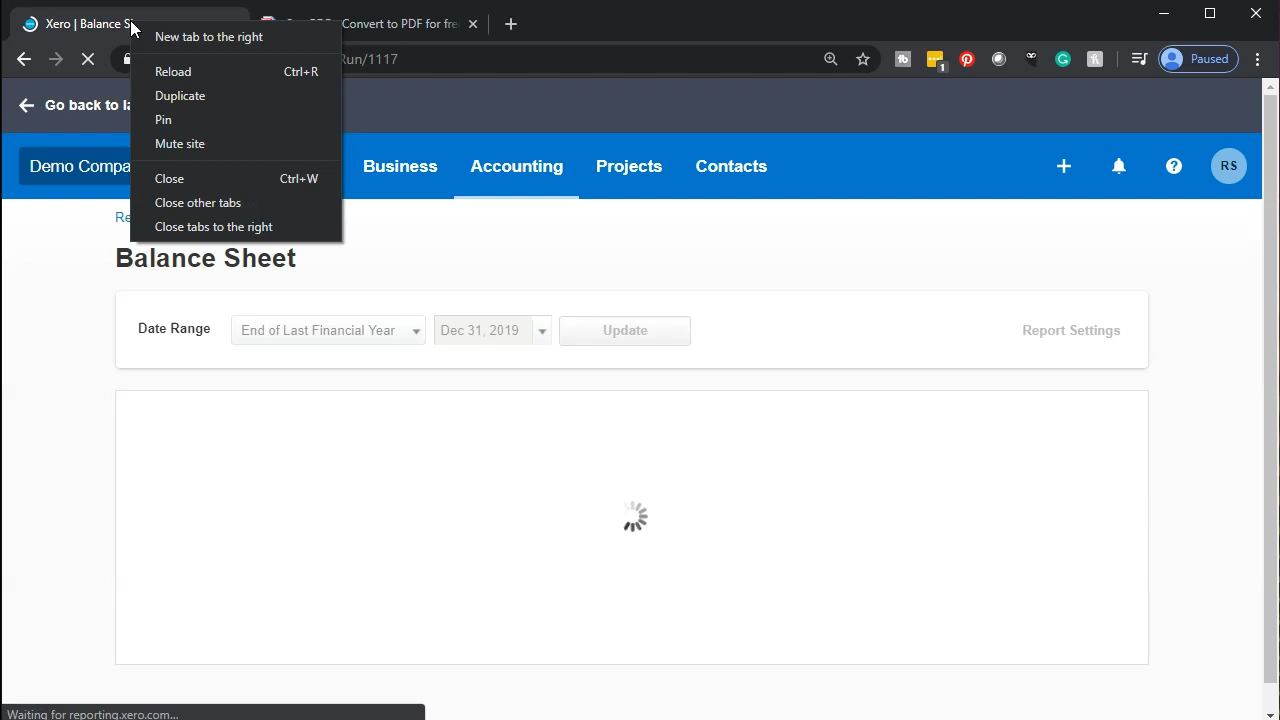 Xero | Balance S
Convert to PDF for fre
Run/1117
1
Paused
New tab to the right
Reload Ctrl+R
Duplicate
Pin
Mute site
Close Ctrl+W
Close other tabs
Close tabs to the right
Go back to la
Demo Compa
Business Accounting Projects Contacts
RS
Re
Balance Sheet
Date Range End of Last Financial Year Dec 31, 2019 Update Report Settings
Waiting for reporting.xero.com...